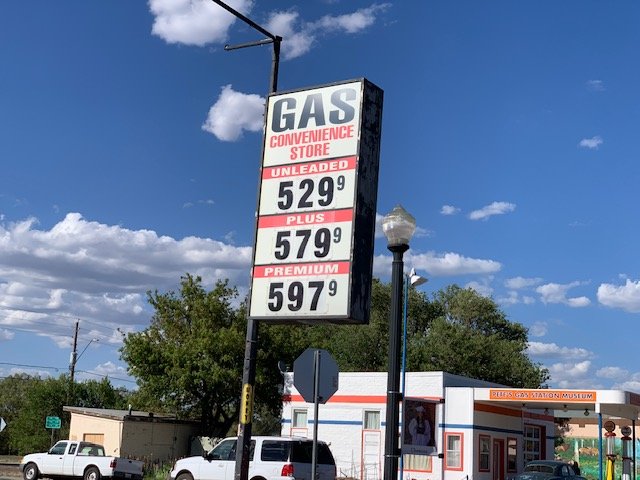 GAS
CONVENIENCE
STORE
UNLEADED
529 9
PLUS
579 9
PREMIUM
597 9
PETE'S GAS STATION MUSEUM